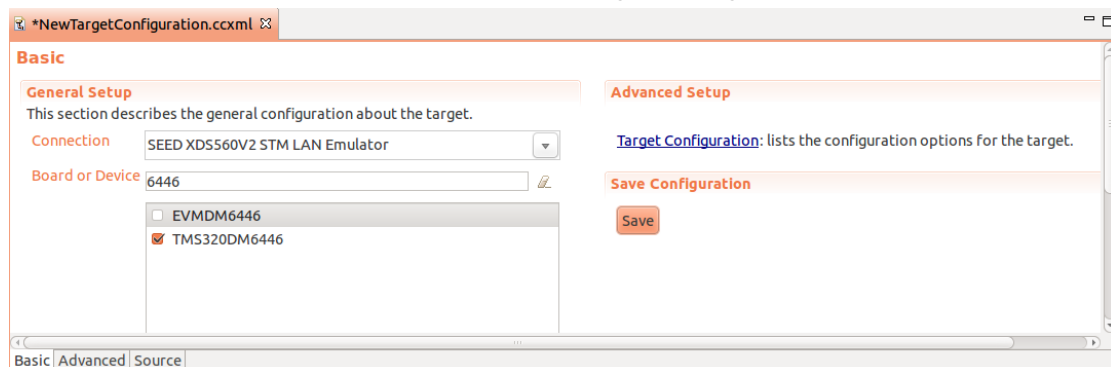 *NewTargetConfiguration.ccxml
Basic
General Setup
This section describes the general configuration about the target.
Connection
SEED XDS560V2 STM LAN Emulator
Board or Device
6446
EVMDM6446
TMS320DM6446
Advanced Setup
Target Configuration: lists the configuration options for the target.
Save Configuration
Save
Basic Advanced Source